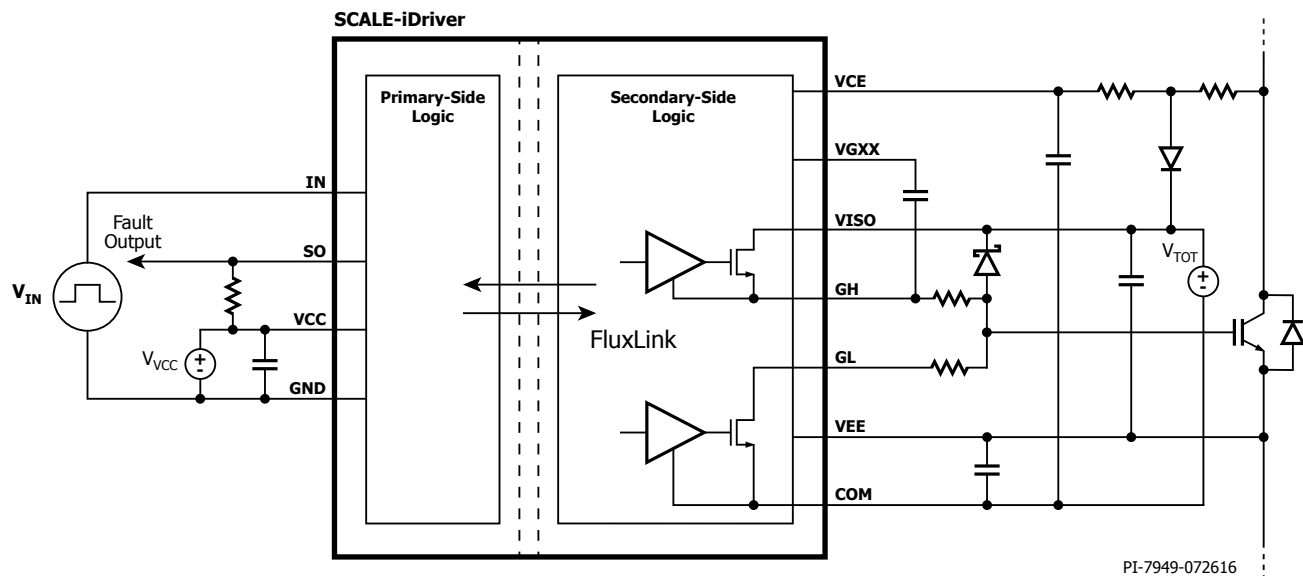 SCALE-iDriver
Primary-Side
Logic
Secondary-Side
Logic
VCE
VGXX
IN
Fault
Output
VISO
SO
VTOT
+
-
GH
VIN
FluxLink
VCC
VVCC
+
-
GL
GND
VEE
COM
PI-7949-072616